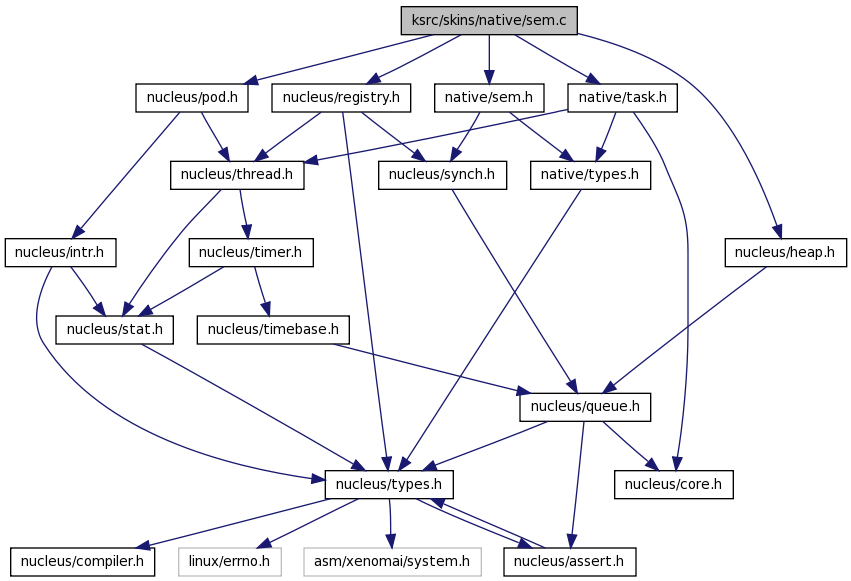 ksrc/skins/native/sem.c
nucleus/pod.h
nucleus/registry.h
native/sem.h
native/task.h
nucleus/thread.h
nucleus/synch.h
native/types.h
nucleus/intr.h
nucleus/timer.h
nucleus/heap.h
nucleus/stat.h
nucleus/timebase.h
nucleus/queue.h
nucleus/types.h
nucleus/core.h
nucleus/compiler.h
linux/errno.h
asm/xenomai/system.h
nucleus/assert.h